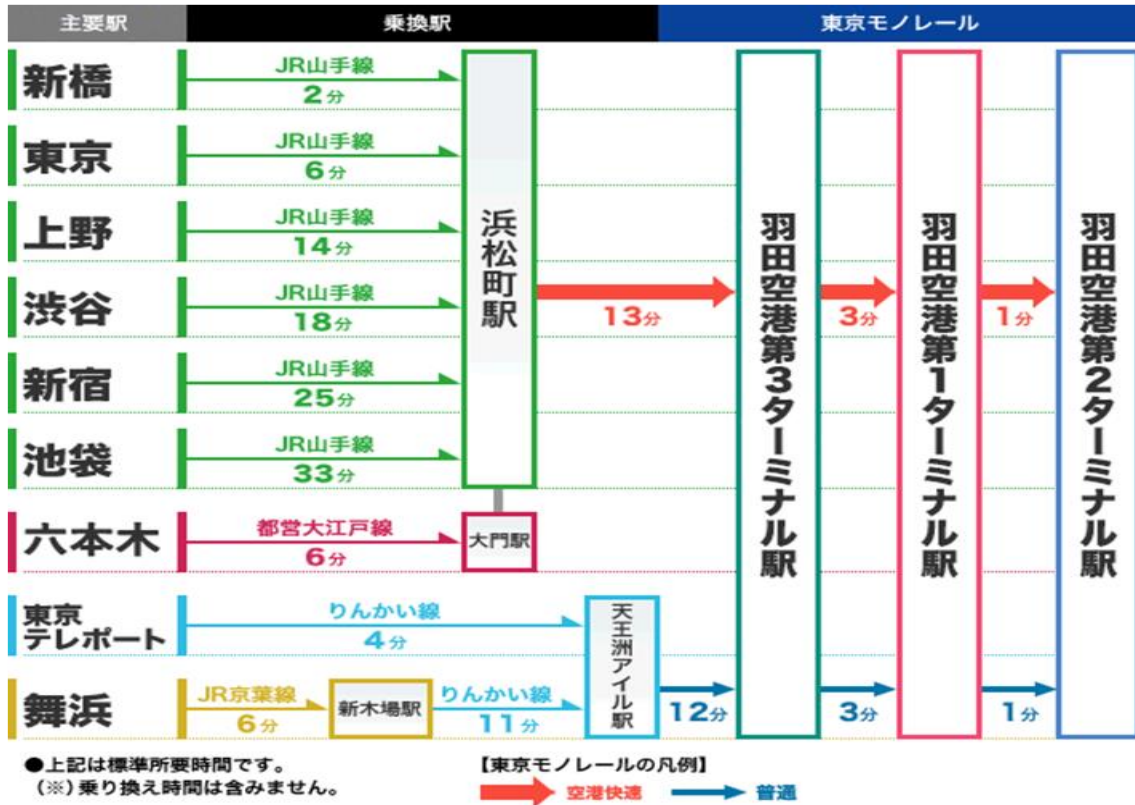 主要駅
乗換駅
東京モノレール
新橋
JR山手線
2分
東京
JR山手線
6分
上野
JR山手線
14分
渋谷
JR山手線
18分
新宿
JR山手線
25分
池袋
JR山手線
33分
浜松町駅
13分
羽田空港第3ターミナル駅
3分
羽田空港第1ターミナル駅
1分
羽田空港第2ターミナル駅
六本木
都営大江戸線
6分
大門駅
東京
テレポート
りんかい線
4分
天王洲アイル駅
舞浜
JR京葉線
6分
新木場駅
りんかい線
11分
12分
3分
1分
●上記は標準所要時間です。
(※)乗り換え時間は含みません。
【東京モノレールの凡例】
空港快速
普通